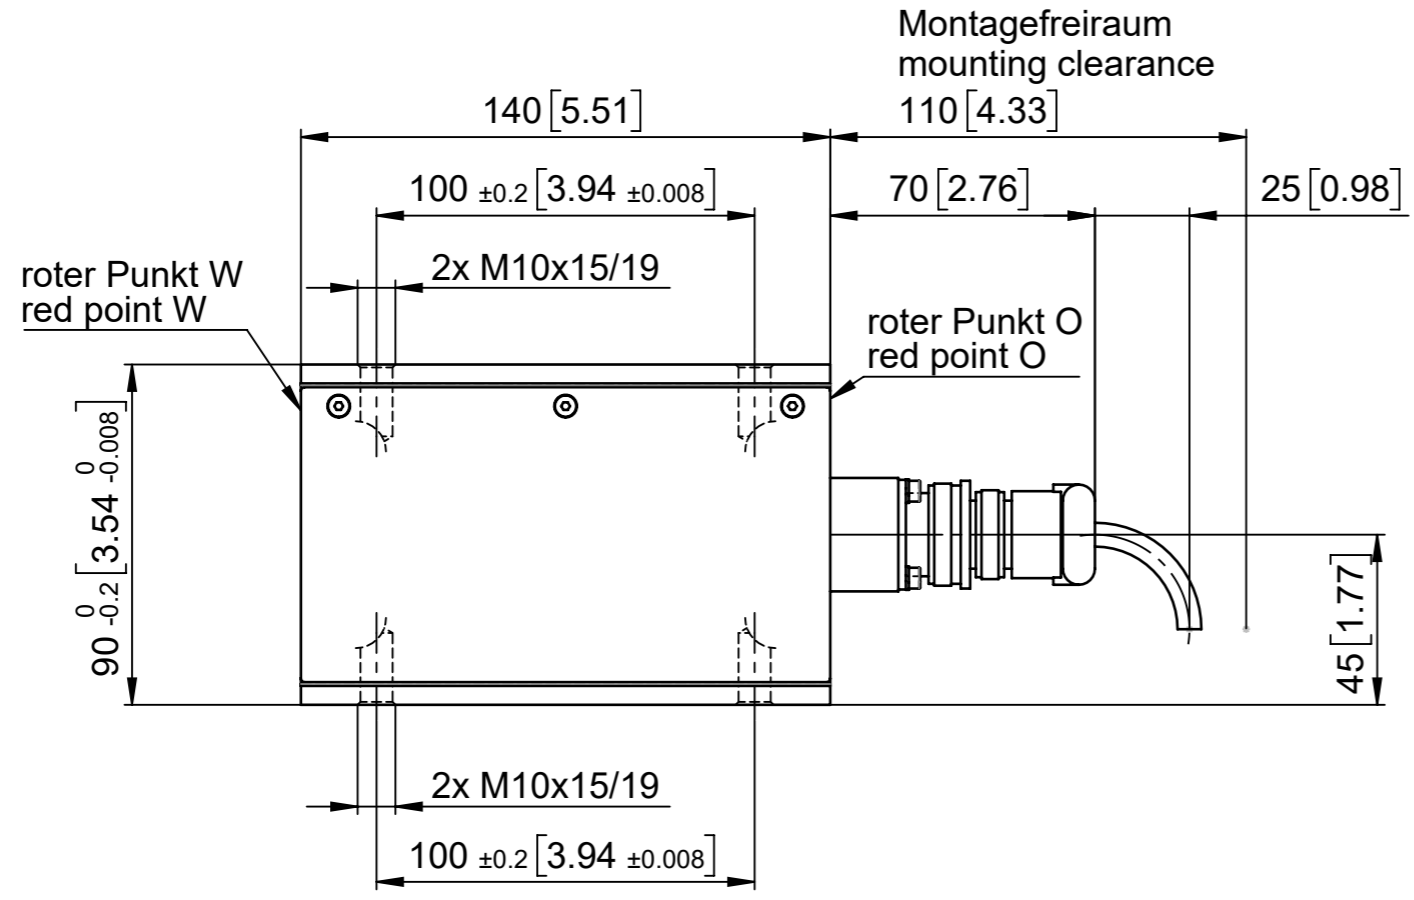 Montagefreiraum
mounting clearance
140[5.51]
110[4.33]
100 ±0.2[3.94 ±0.008]
70[2.76]
25[0.98]
2x M10x15/19
roter Punkt W
red point W
roter Punkt O
red point O
90 0 -0.2[3.54 0 -0.008]
45[1.77]
2x M10x15/19
100 ±0.2[3.94 ±0.008]